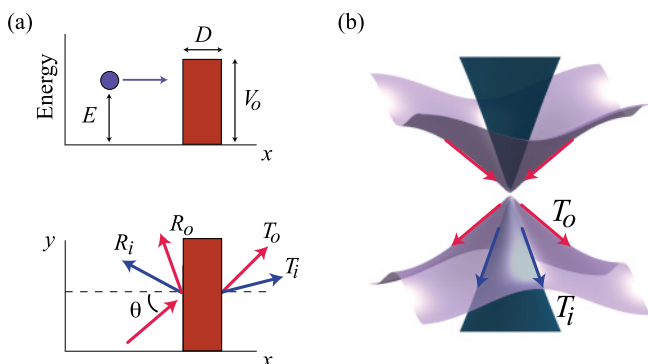 (a)
D
Energy
E
V_o
x
y
R_i
R_o
T_o
T_i
θ
x
(b)
T_o
T_i